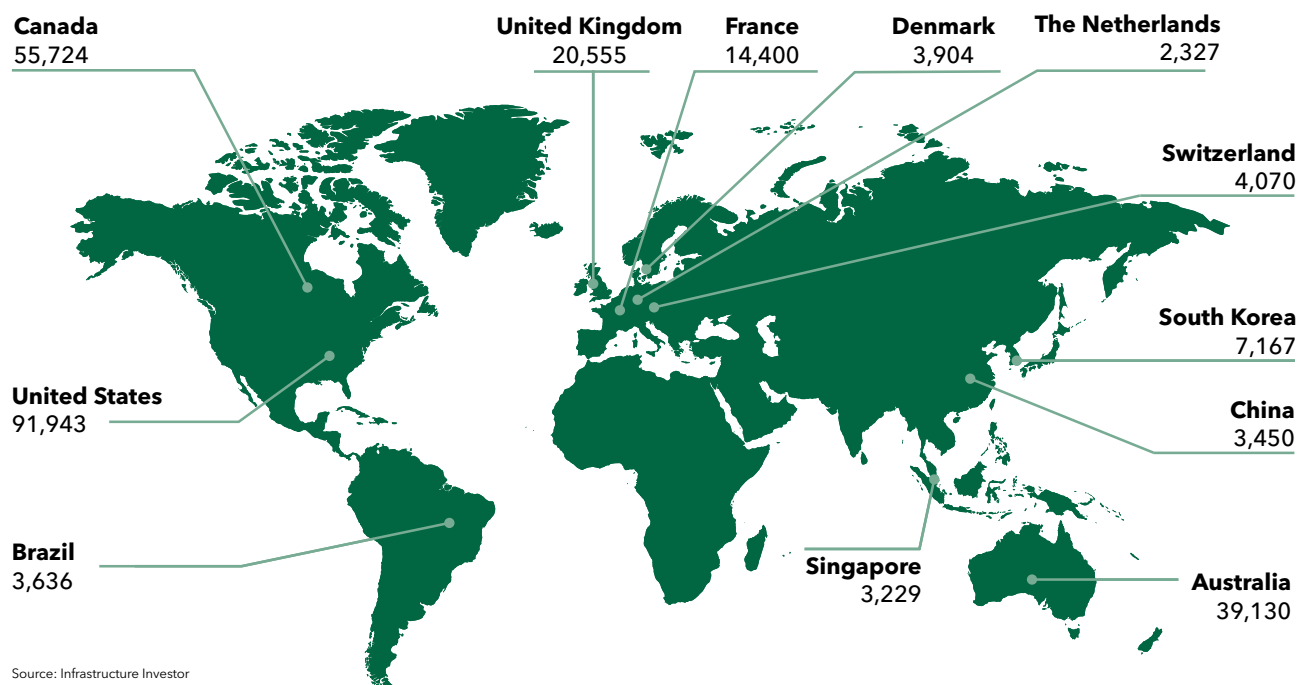 Canada
55,724
United Kingdom
20,555
France
14,400
Denmark
3,904
The Netherlands
2,327
Switzerland
4,070
South Korea
7,167
United States
91,943
China
3,450
Brazil
3,636
Singapore
3,229
Australia
39,130
Source: Infrastructure Investor